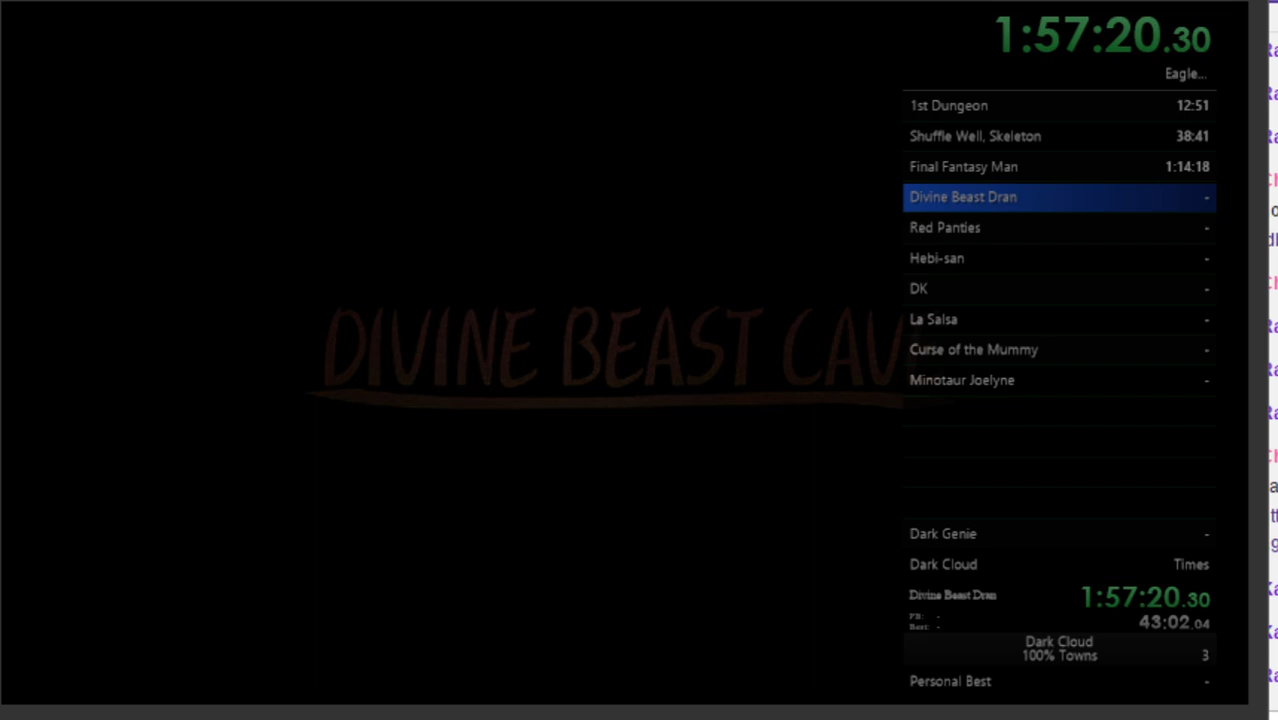 1:57:20.30
Eagle...
1st Dungeon 12:51
Shuffle Well, Skeleton 38:41
Final Fantasy Man 1:14:18
Divine Beast Dran -
Red Panties -
Hebi-san -
DIVINE BEAST CAV
DK -
La Salsa -
Curse of the Mummy -
Minotaur Joelyne -
Dark Genie -
Dark Cloud Times
Divine Beast Dran 1:57:20.30
PB: -
Best: - 43:02.04
Dark Cloud
100% Towns 3
Personal Best -